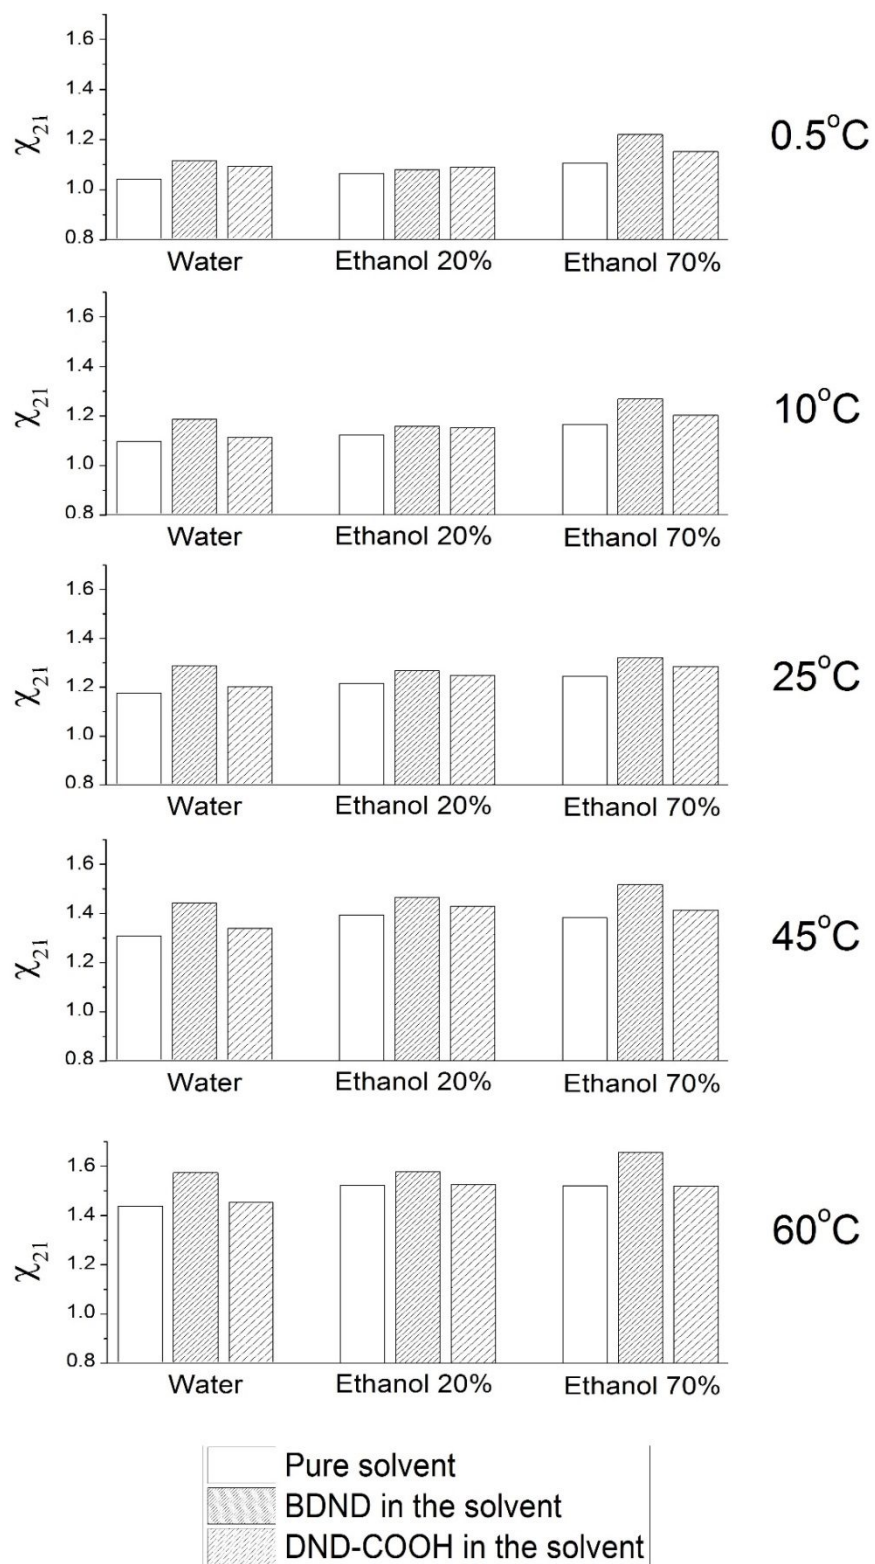 1.6
1.4
1.2
1.0
0.8
χ21
Water Ethanol 20% Ethanol 70%
0.5°C
1.6
1.4
1.2
1.0
0.8
χ21
Water Ethanol 20% Ethanol 70%
10°C
1.6
1.4
1.2
1.0
0.8
χ21
Water Ethanol 20% Ethanol 70%
25°C
1.6
1.4
1.2
1.0
0.8
χ21
Water Ethanol 20% Ethanol 70%
45°C
1.6
1.4
1.2
1.0
0.8
χ21
Water Ethanol 20% Ethanol 70%
60°C
Pure solvent
BDND in the solvent
DND-COOH in the solvent